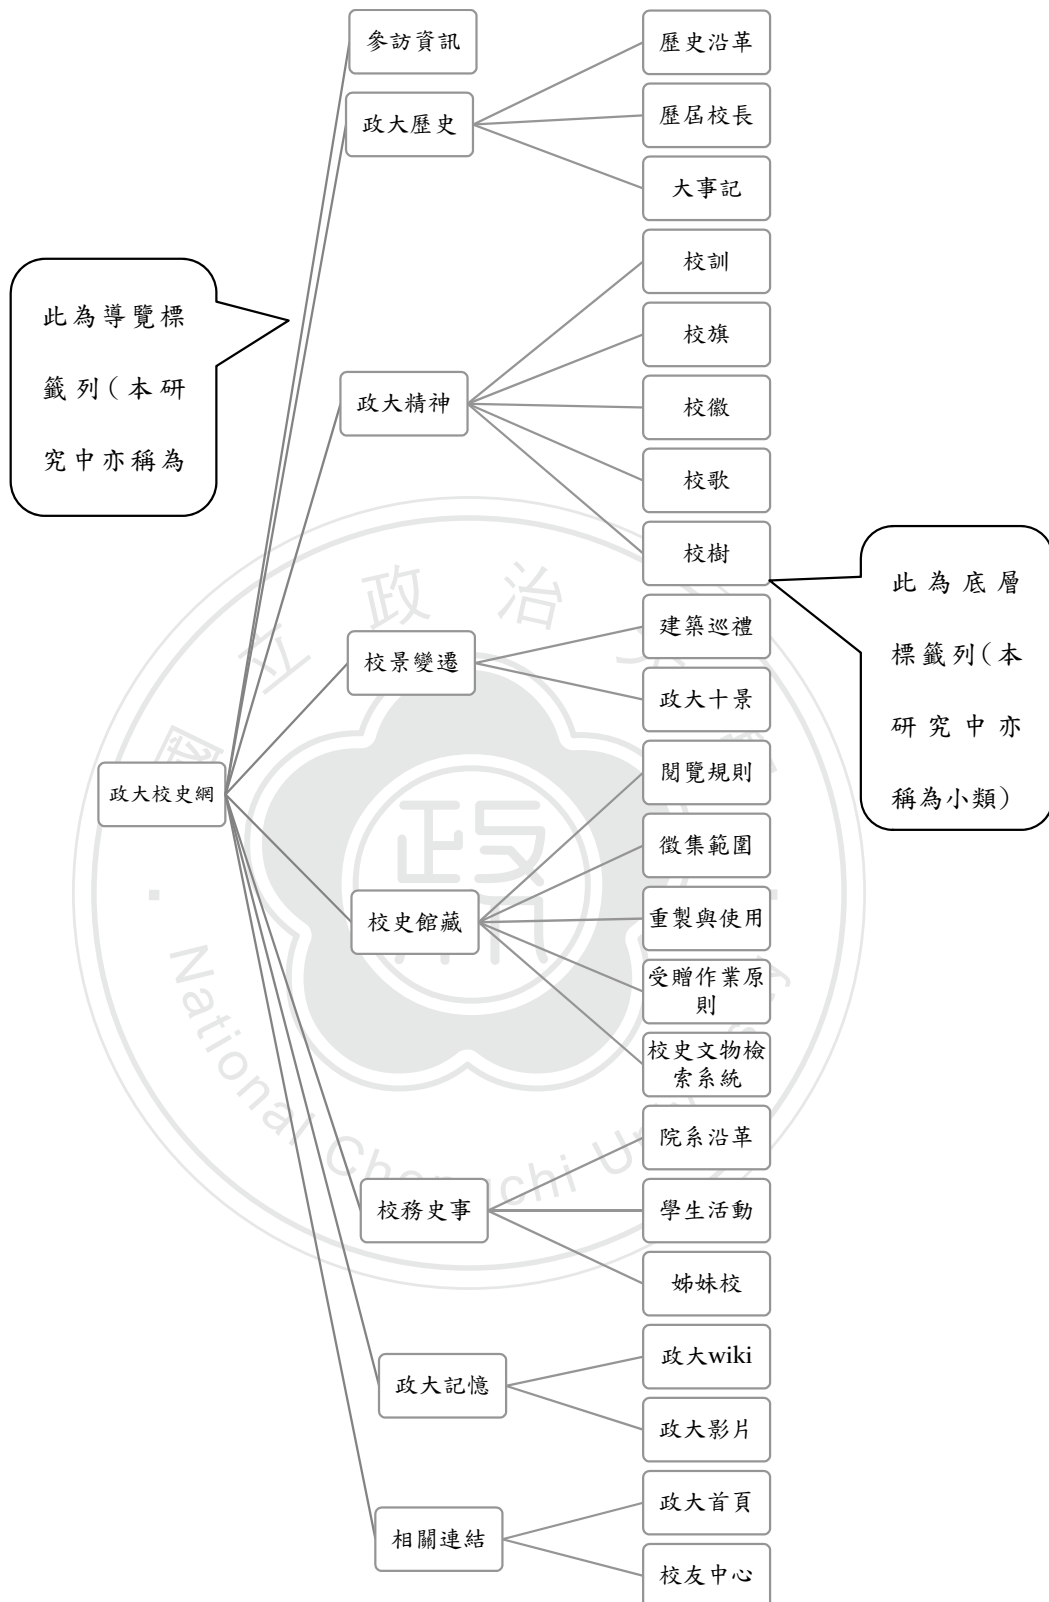 參訪資訊
政大歷史
歷史沿革
歷屆校長
大事記
此為導覽標
籤列(本研
究中亦稱為
政大精神
校訓
校旗
校徽
校歌
校樹
此為底層
標籤列(本
研究中亦
稱為小類)
校景變遷
建築巡禮
政大十景
政大校史網
校史館藏
閱覽規則
徵集範圍
重製與使用
受贈作業原
則
校史文物檢
索系統
校務史事
院系沿革
學生活動
姊妹校
政大記憶
政大wiki
政大影片
相關連結
政大首頁
校友中心
立 政 治
National